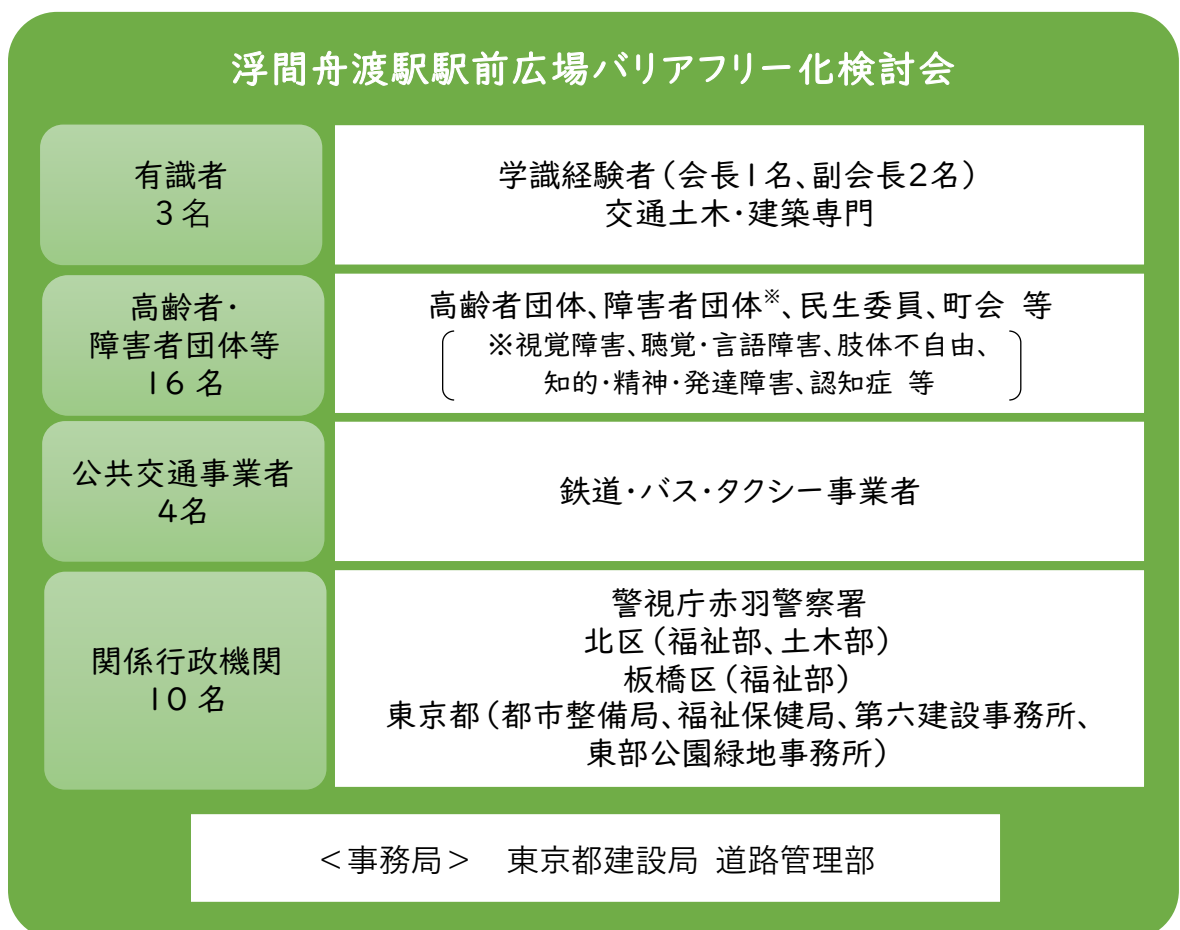 浮間舟渡駅駅前広場バリアフリー化検討会
有識者
3名
学識経験者(会長1名、副会長2名)
交通土木・建築専門
高齢者・
障害者団体等
16名
高齢者団体、障害者団体※、民生委員、町会 等
※視覚障害、聴覚・言語障害、肢体不自由、
知的・精神・発達障害、認知症 等
公共交通事業者
4名
鉄道・バス・タクシー事業者
関係行政機関
10名
警視庁赤羽警察署
北区(福祉部、土木部)
板橋区(福祉部)
東京都(都市整備局、福祉保健局、第六建設事務所、
東部公園緑地事務所)
<事務局> 東京都建設局 道路管理部